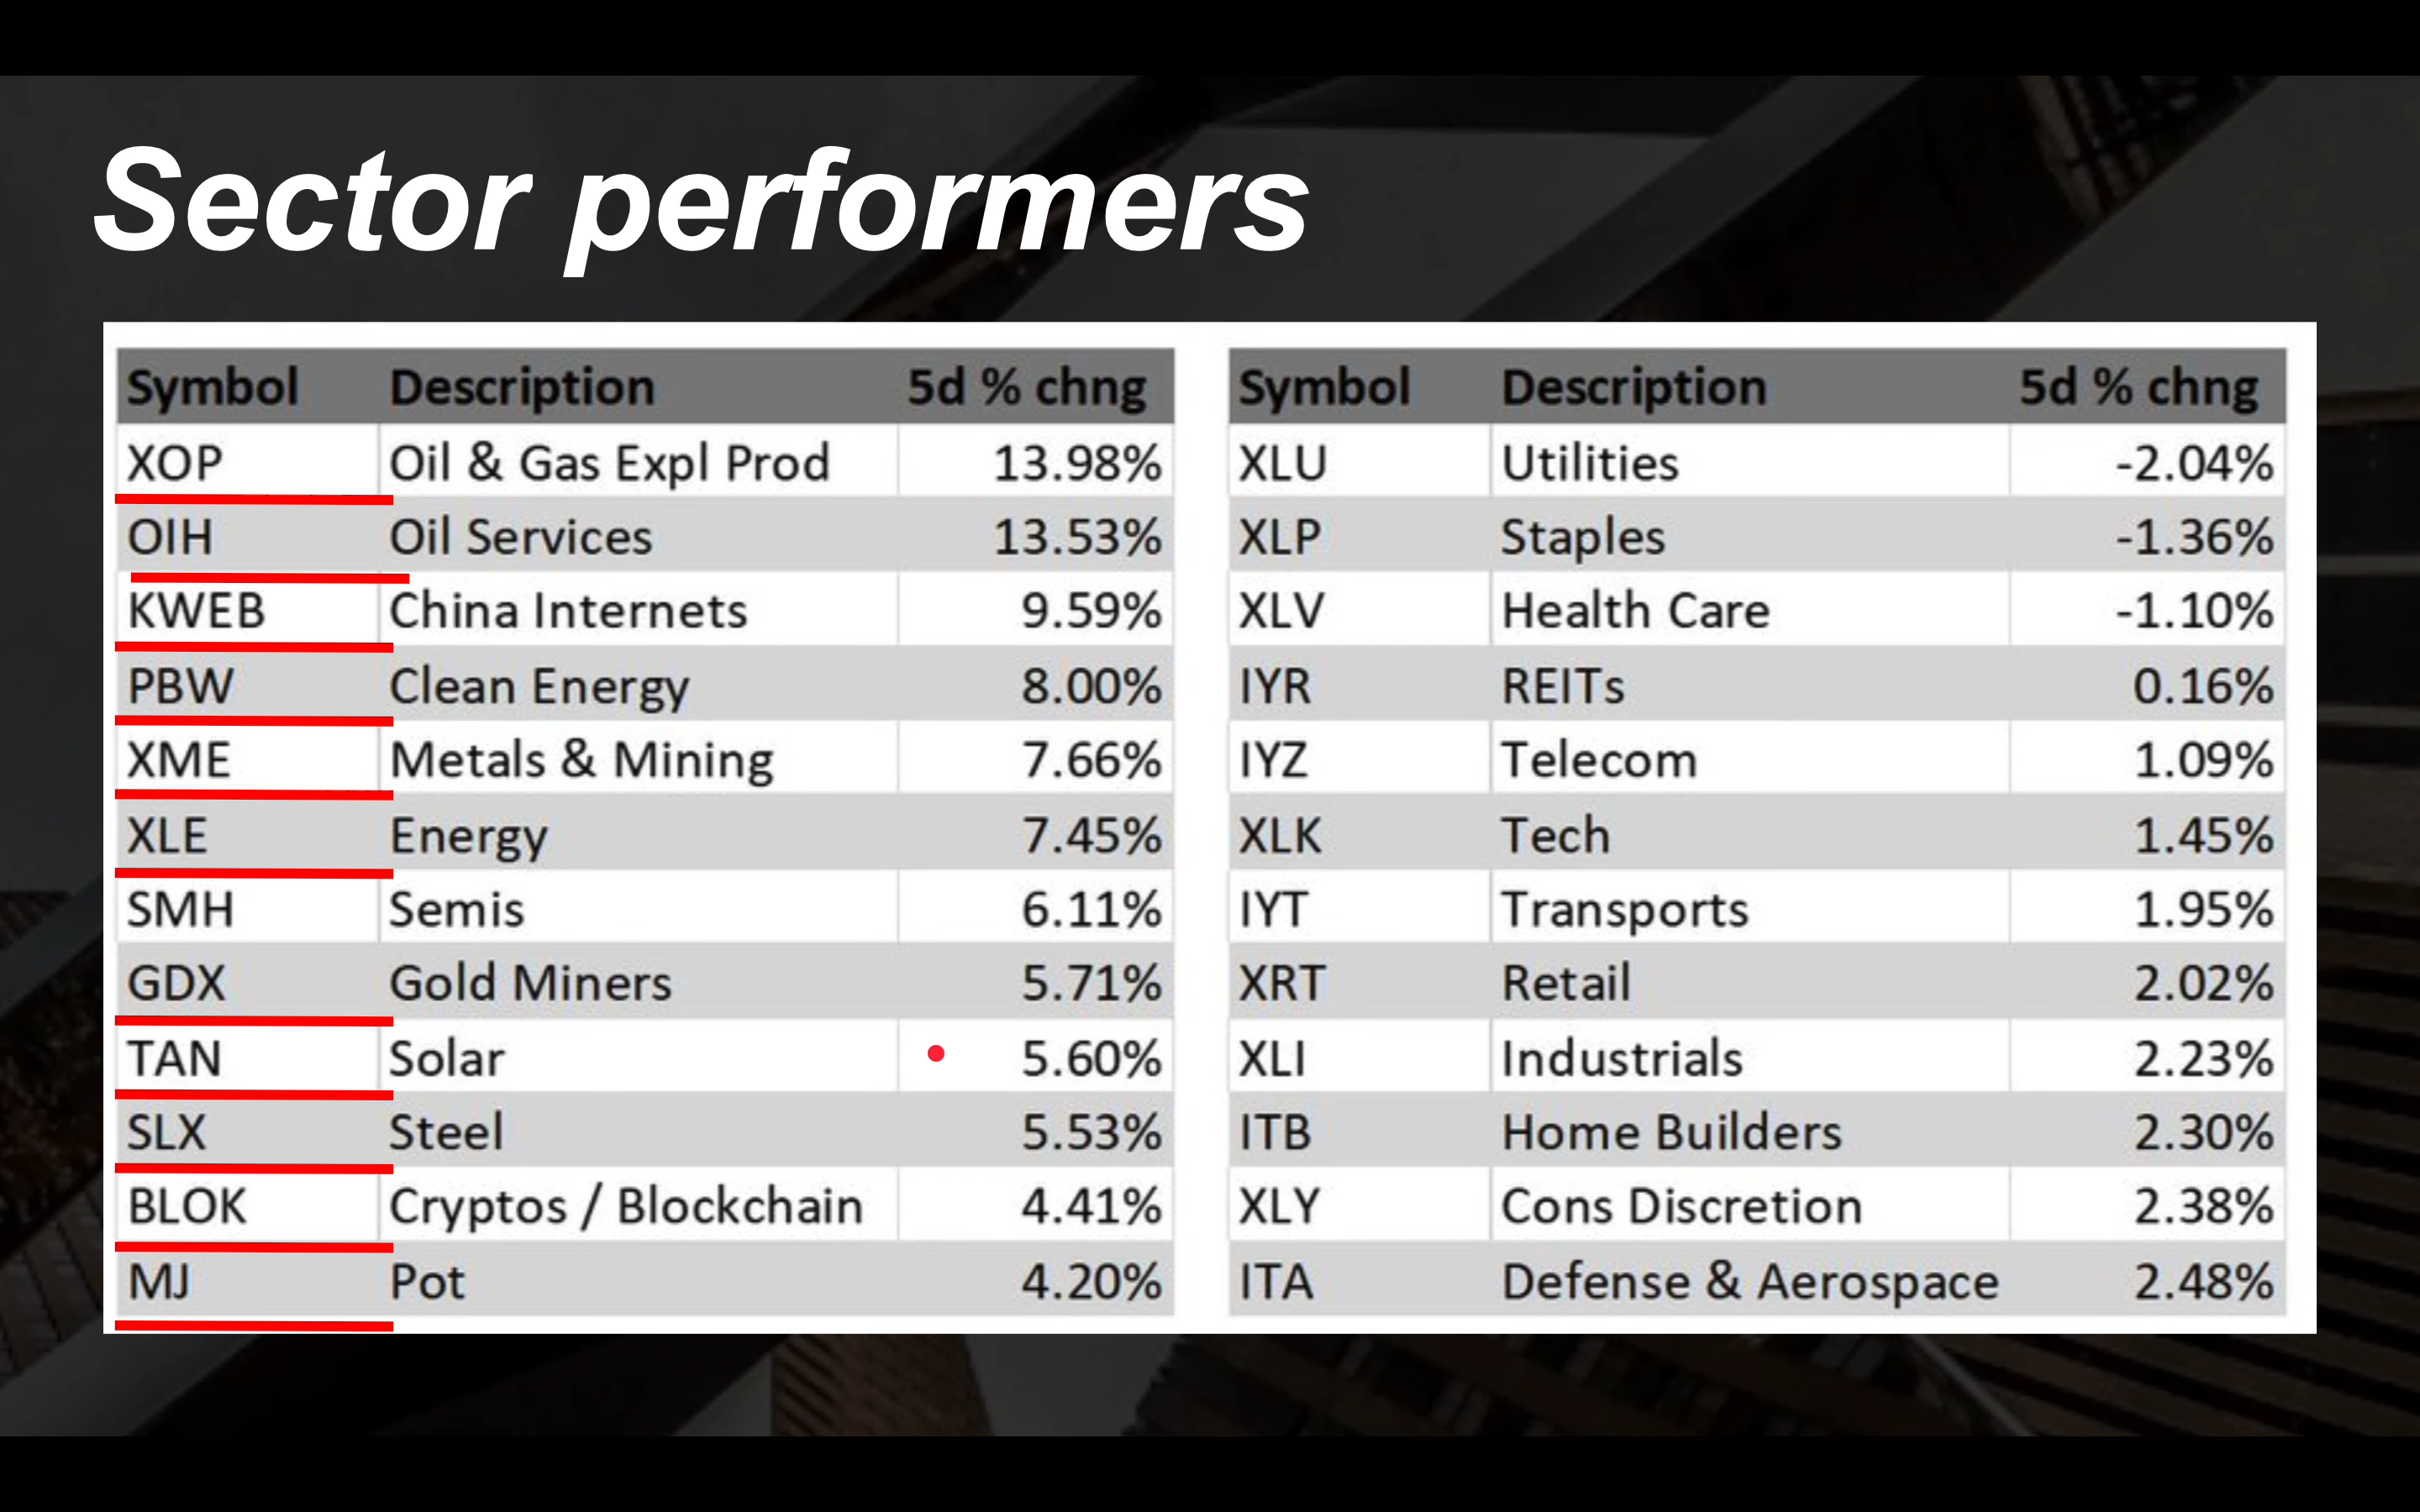 Sector performers
Symbol Description 5d % chng
XOP Oil & Gas Expl Prod 13.98%
OIH Oil Services 13.53%
KWEB China Internets 9.59%
PBW Clean Energy 8.00%
XME Metals & Mining 7.66%
XLE Energy 7.45%
SMH Semis 6.11%
GDX Gold Miners 5.71%
TAN Solar 5.60%
SLX Steel 5.53%
BLOK Cryptos / Blockchain 4.41%
MJ Pot 4.20%
Symbol Description 5d % chng
XLU Utilities -2.04%
XLP Staples -1.36%
XLV Health Care -1.10%
IYR REITs 0.16%
IYZ Telecom 1.09%
XLK Tech 1.45%
IYT Transports 1.95%
XRT Retail 2.02%
XLI Industrials 2.23%
ITB Home Builders 2.30%
XLY Cons Discretion 2.38%
ITA Defense & Aerospace 2.48%